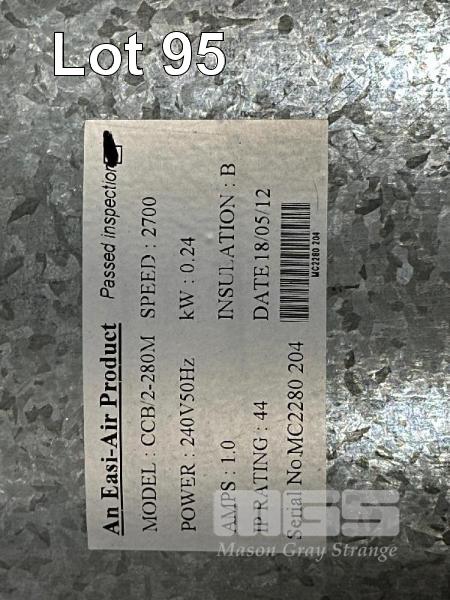 Lot 95
An Easi-Air Product Passed inspection
MODEL : CCB/2-280M SPEED : 2700
POWER : 240V50Hz kW : 0.24
AMPS : 1.0 INSULATION : B
IP RATING : 44 DATE 18/05/12
Serial No.MC2280 204
MC2280 204
MGS
Mason Gray Strange